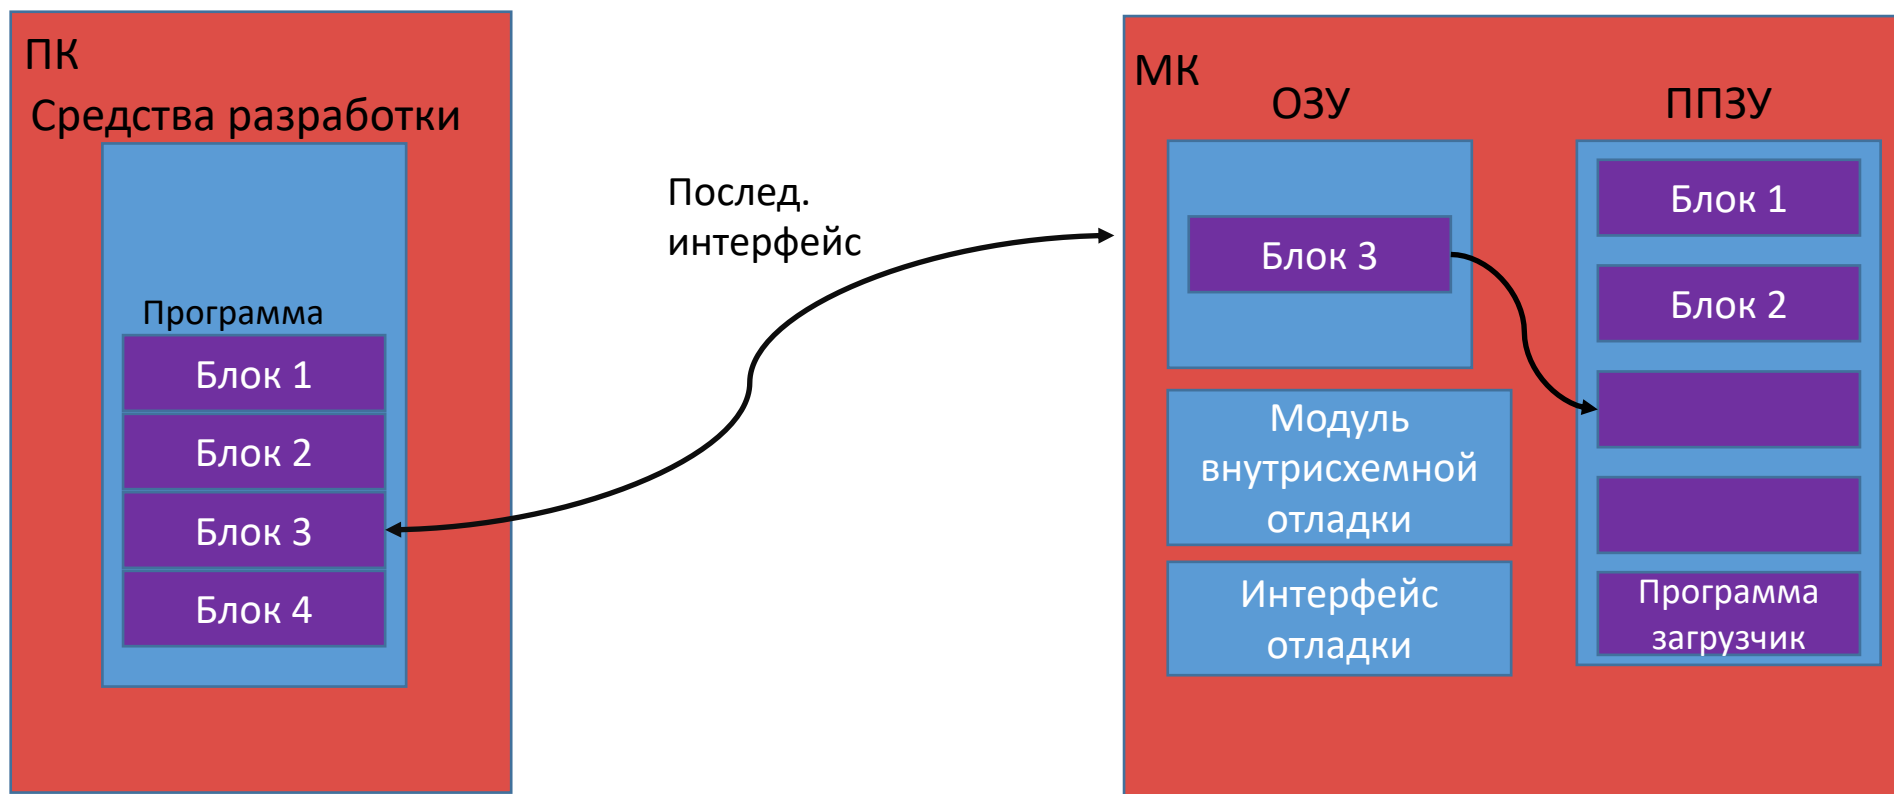 ПК
Средства разработки
Программа
Блок 1
Блок 2
Блок 3
Блок 4
Послед.
интерфейс
МК
ОЗУ
Блок 3
Модуль
внутрисхемной
отладки
Интерфейс
отладки
ППЗУ
Блок 1
Блок 2
Программа
загрузчик